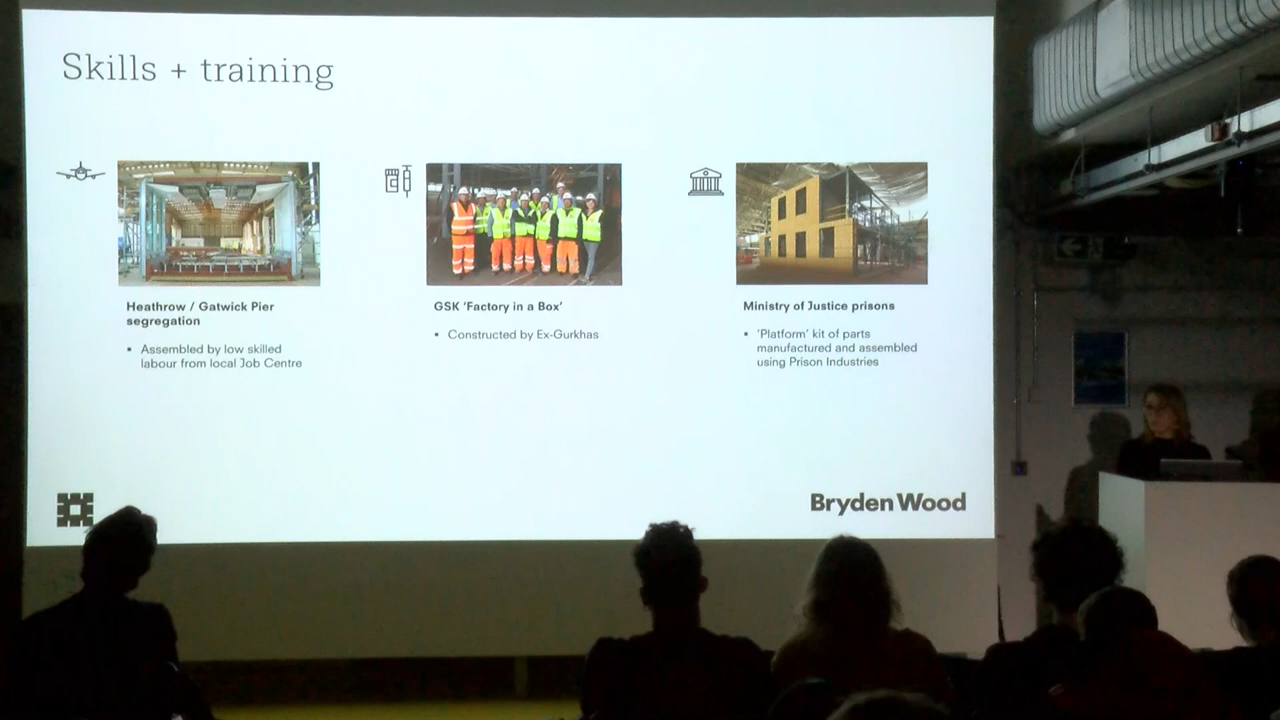 Skills + training
Heathrow / Gatwick Pier
segregation
▪ Assembled by low skilled
labour from local Job Centre
GSK 'Factory in a Box'
▪ Constructed by Ex-Gurkhas
Ministry of Justice prisons
▪ 'Platform' kit of parts
manufactured and assembled
using Prison Industries
Bryden Wood